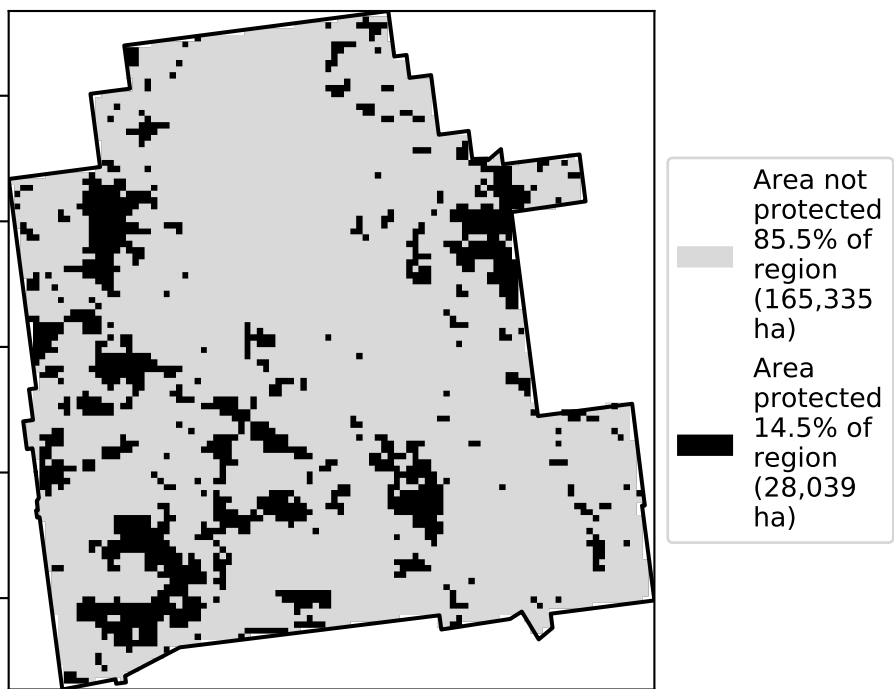 Area not
protected
85.5% of
region
(165,335
ha)
Area
protected
14.5% of
region
(28,039
ha)